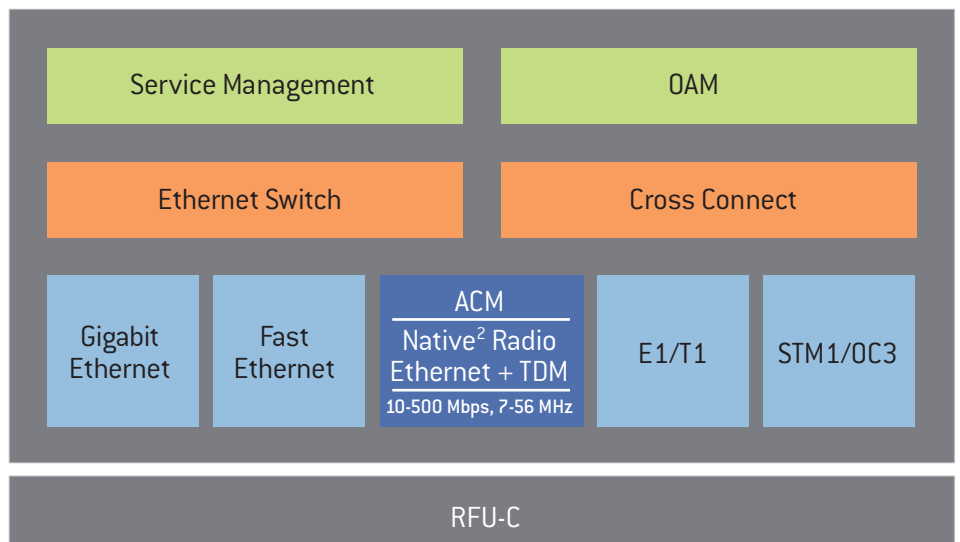 Service Management
OAM
Ethernet Switch
Cross Connect
Gigabit
Ethernet
Fast
Ethernet
ACM
Native² Radio
Ethernet + TDM
10-500 Mbps, 7-56 MHz
E1/T1
STM1/OC3
RFU-C